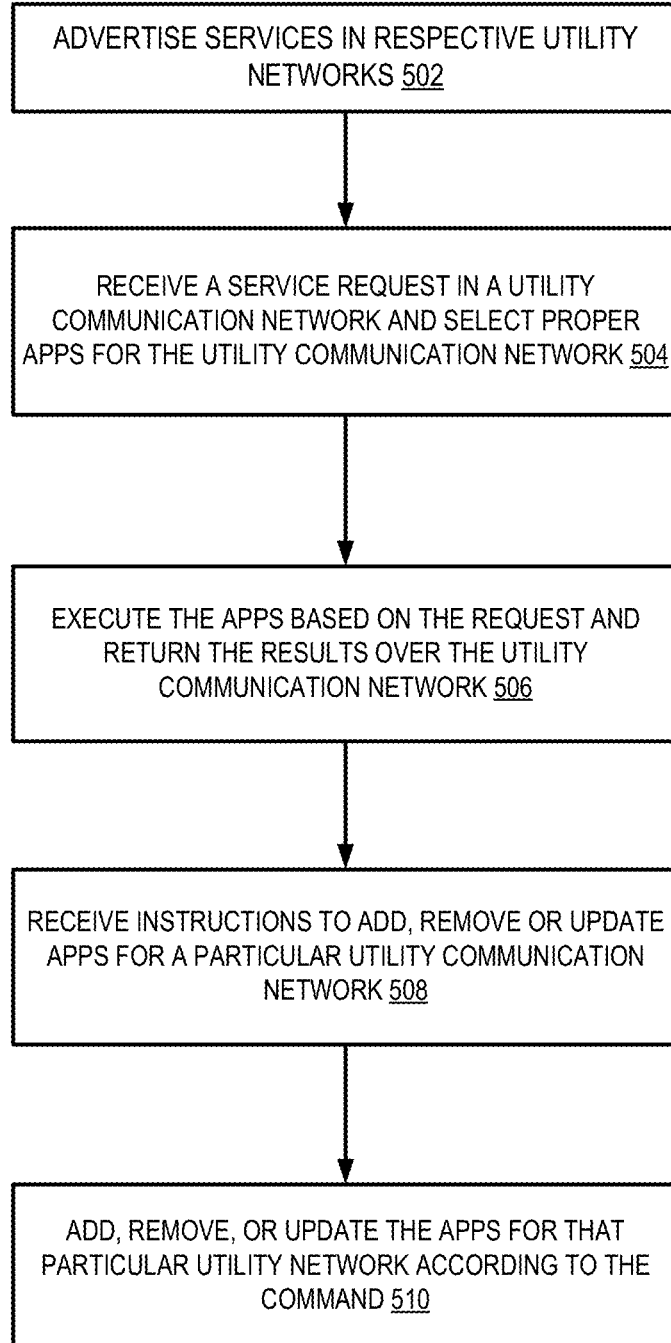 ADVERTISE SERVICES IN RESPECTIVE UTILITY
NETWORKS 502
RECEIVE A SERVICE REQUEST IN A UTILITY
COMMUNICATION NETWORK AND SELECT PROPER
APPS FOR THE UTILITY COMMUNICATION NETWORK 504
EXECUTE THE APPS BASED ON THE REQUEST AND
RETURN THE RESULTS OVER THE UTILITY
COMMUNICATION NETWORK 506
RECEIVE INSTRUCTIONS TO ADD, REMOVE OR UPDATE
APPS FOR A PARTICULAR UTILITY COMMUNICATION
NETWORK 508
ADD, REMOVE, OR UPDATE THE APPS FOR THAT
PARTICULAR UTILITY NETWORK ACCORDING TO THE
COMMAND 510